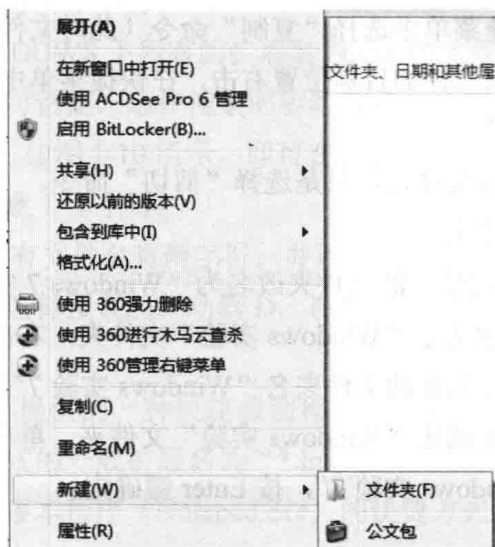 展开(A)
在新窗口中打开(E)
文件夹、日期和其他属
使用 ACDSee Pro 6 管理
启用 BitLocker(B)...
共享(H)
还原以前的版本(V)
包含到库中(I)
格式化(A)...
使用 360强力删除
使用 360进行木马云查杀
使用 360管理右键菜单
复制(C)
重命名(M)
新建(W)
文件夹(F)
属性(R)
公文包